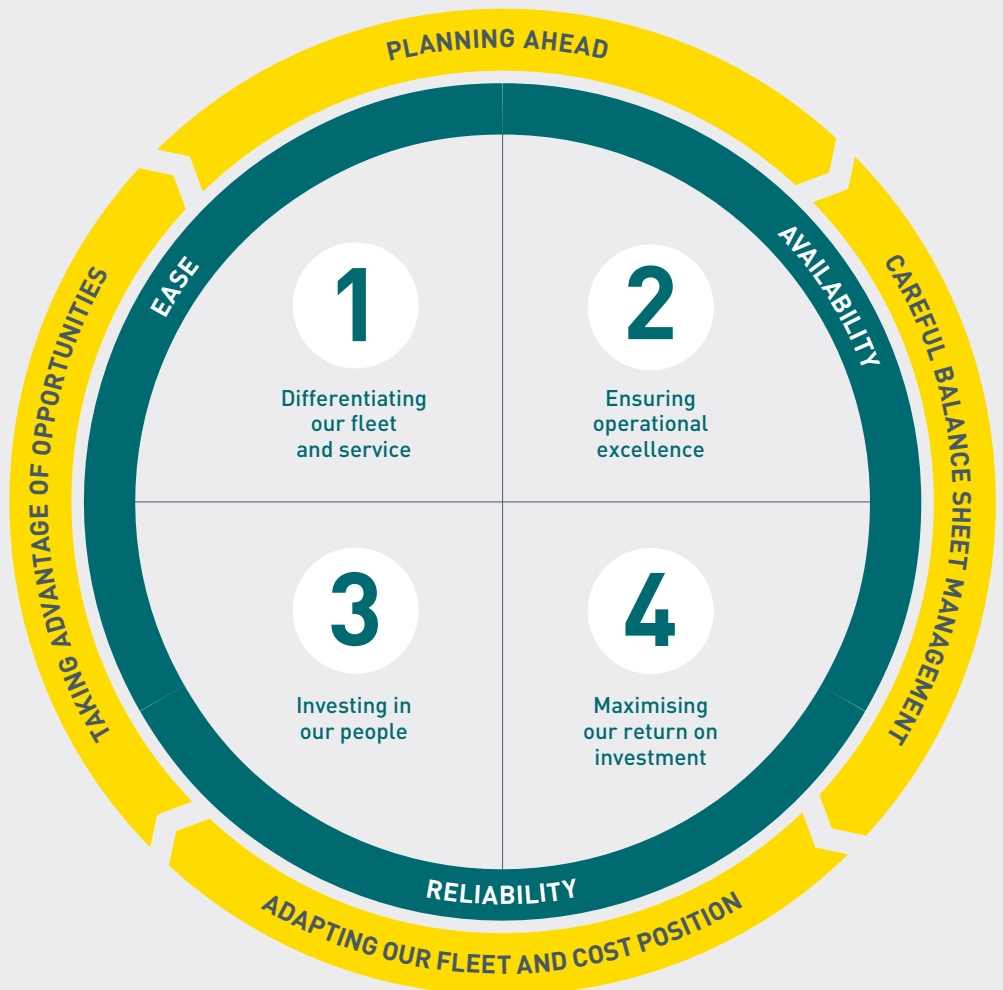 PLANNING AHEAD
CAREFUL BALANCE SHEET MANAGEMENT
ADAPTING OUR FLEET AND COST POSITION
TAKING ADVANTAGE OF OPPORTUNITIES
EASE
AVAILABILITY
RELIABILITY
1
Differentiating
our fleet
and service
2
Ensuring
operational
excellence
3
Investing in
our people
4
Maximising
our return on
investment